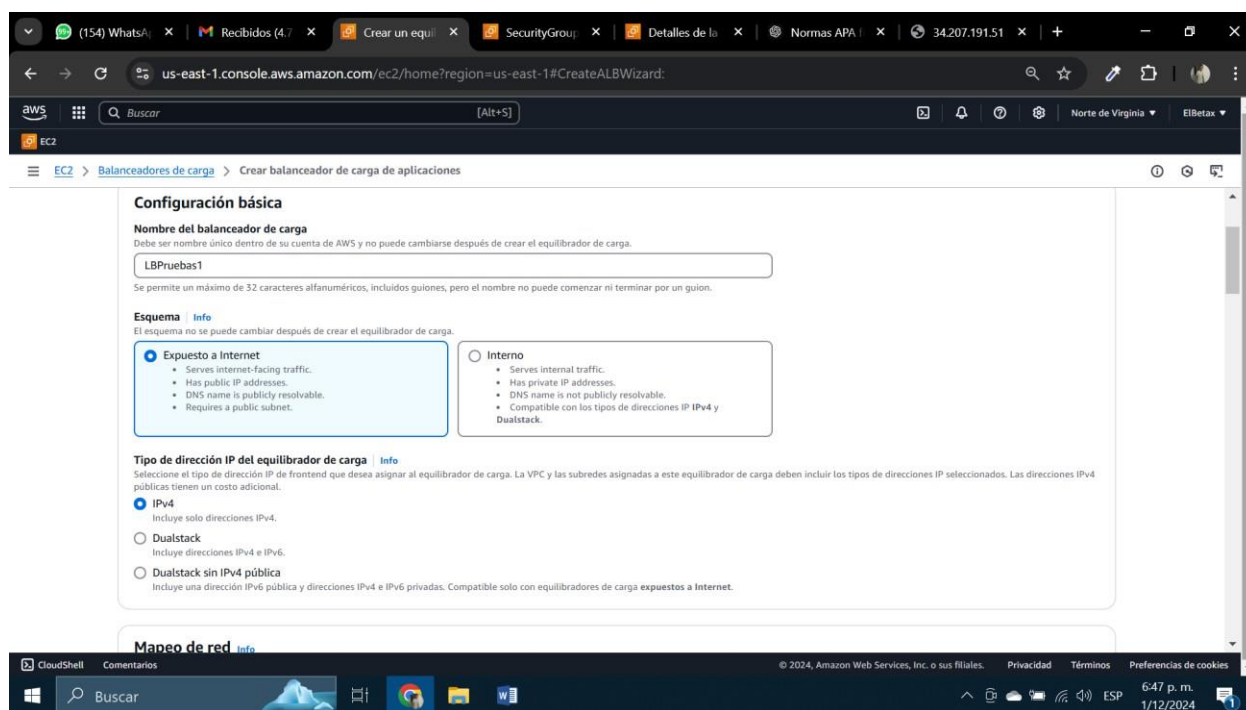 (154) WhatsA
Recibidos (4.7
Crear un equil
SecurityGroup
Detalles de la
Normas APA
34.207.191.51
us-east-1.console.aws.amazon.com/ec2/home?region=us-east-1#CreateALBWizard:
aws
Buscar
[Alt+S]
Norte de Virginia
ElBetax
EC2
EC2 > Balanceadores de carga > Crear balanceador de carga de aplicaciones
Configuración básica
Nombre del balanceador de carga
Debe ser nombre único dentro de su cuenta de AWS y no puede cambiarse después de crear el equilibrador de carga.
LBPruebas1
Se permite un máximo de 32 caracteres alfanuméricos, incluidos guiones, pero el nombre no puede comenzar ni terminar por un guion.
Esquema | Info
El esquema no se puede cambiar después de crear el equilibrador de carga.
Expuesto a Internet
• Serves internet-facing traffic.
• Has public IP addresses.
• DNS name is publicly resolvable.
• Requires a public subnet.
Interno
• Serves internal traffic.
• Has private IP addresses.
• DNS name is not publicly resolvable.
• Compatible con los tipos de direcciones IP IPv4 y
Dualstack.
Tipo de dirección IP del equilibrador de carga | Info
Seleccione el tipo de dirección IP de frontend que desea asignar al equilibrador de carga. La VPC y las subredes asignadas a este equilibrador de carga deben incluir los tipos de direcciones IP seleccionados. Las direcciones IPv4
públicas tienen un costo adicional.
IPv4
Incluye solo direcciones IPv4.
Dualstack
Incluye direcciones IPv4 e IPv6.
Dualstack sin IPv4 pública
Incluye una dirección IPv6 pública y direcciones IPv4 e IPv6 privadas. Compatible solo con equilibradores de carga expuestos a Internet.
Mapeo de red Info
CloudShell Comentarios
© 2024, Amazon Web Services, Inc. o sus filiales. Privacidad Términos Preferencias de cookies
Buscar
ESP
6:47 p. m.
1/12/2024
1